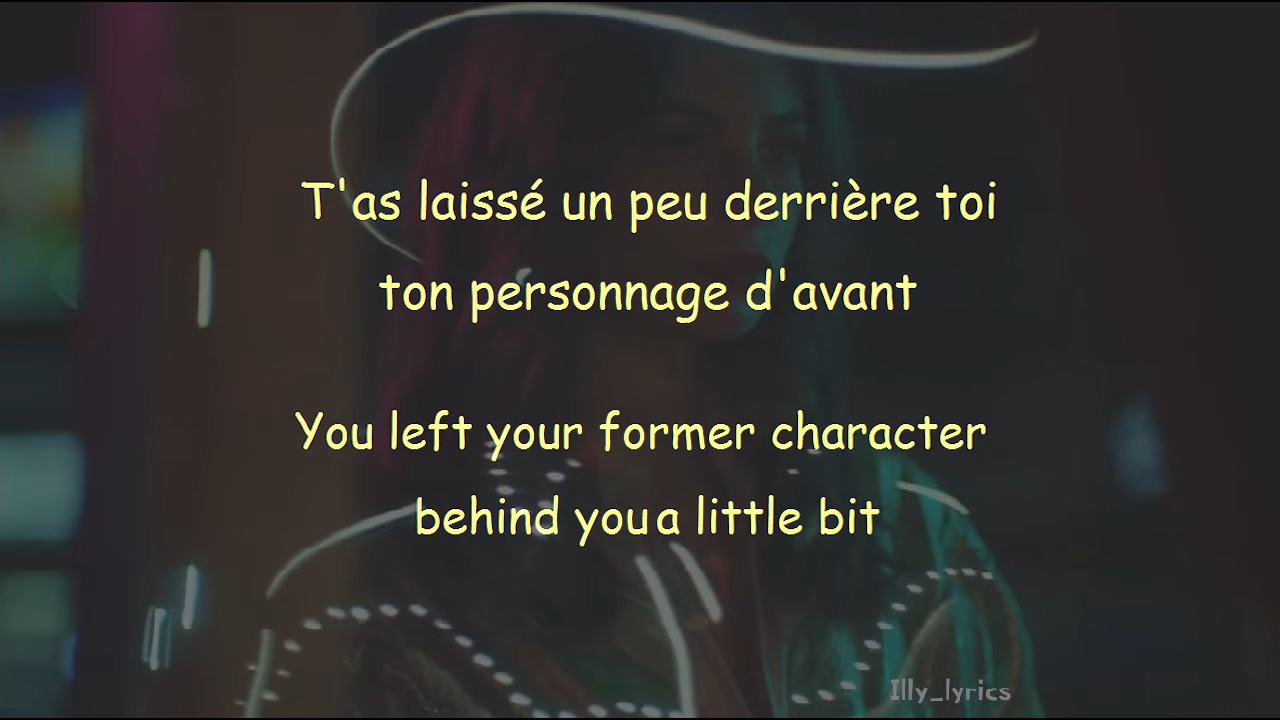 T'as laissé un peu derrière toi
ton personnage d'avant
You left your former character
behind you a little bit
Illy_lyrics